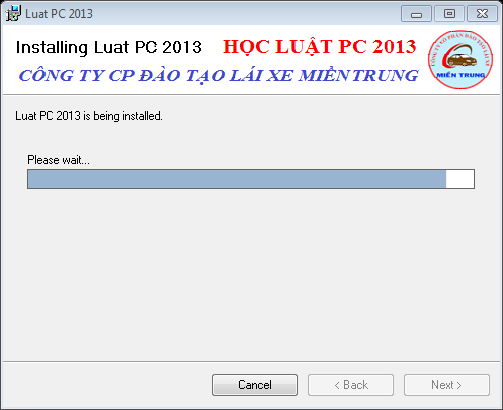 Luat PC 2013
Installing Luat PC 2013
HỌC LUẬT PC 2013
CÔNG TY CP ĐÀO TẠO LÁI XE MIỀN TRUNG
MIỀN TRUNG
Luat PC 2013 is being installed.
Please wait...
Cancel
< Back
Next >